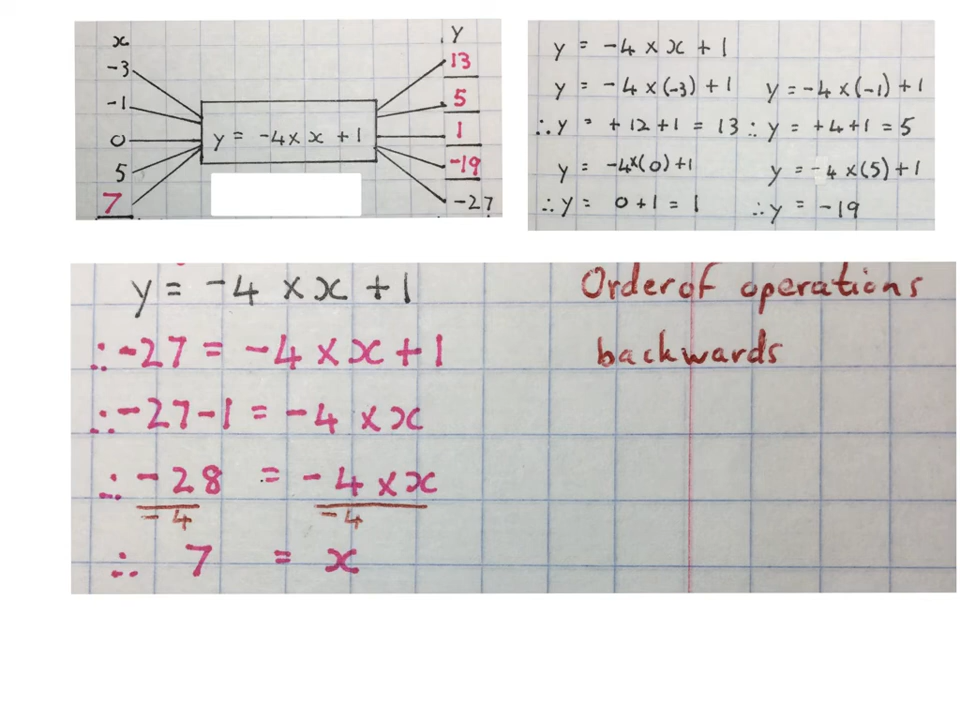 x y
-3 13
-1 5
0 y = -4 × x + 1 1
5 -19
7 -27
y = -4 × x + 1
y = -4 × (-3) + 1 y = -4 × (-1) + 1
∴ y = +12 + 1 = 13 ∴ y = +4 + 1 = 5
y = -4×(0) + 1 y = -4 × (5) + 1
∴ y = 0 + 1 = 1 ∴ y = -19
y = -4 × x + 1 Order of operations
∴ -27 = -4 × x + 1 backwards
∴ -27 - 1 = -4 × x
∴ -28 = -4 × x
-4 -4
∴ 7 = x